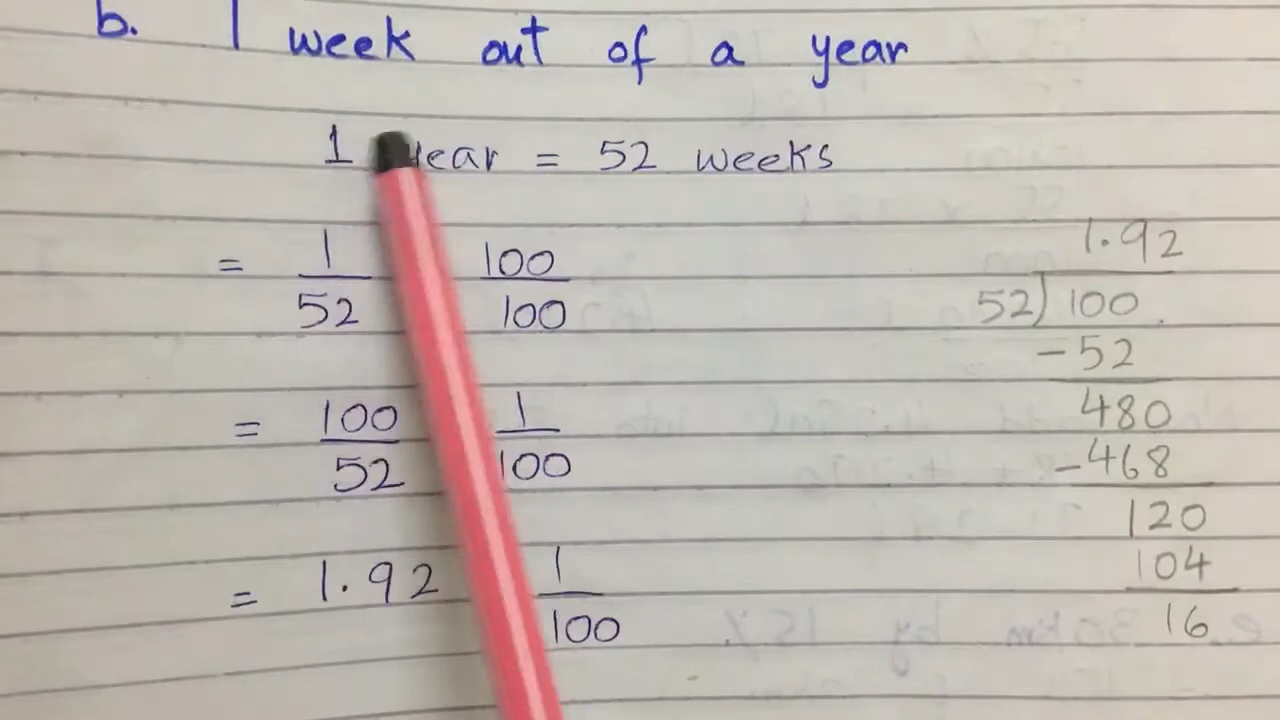 b. 1 week out of a year
1 year = 52 weeks
= 1/52 100/100
= 100/52 1/100
= 1.92 1/100
1.92
52)100
-52
480
-468
120
104
16